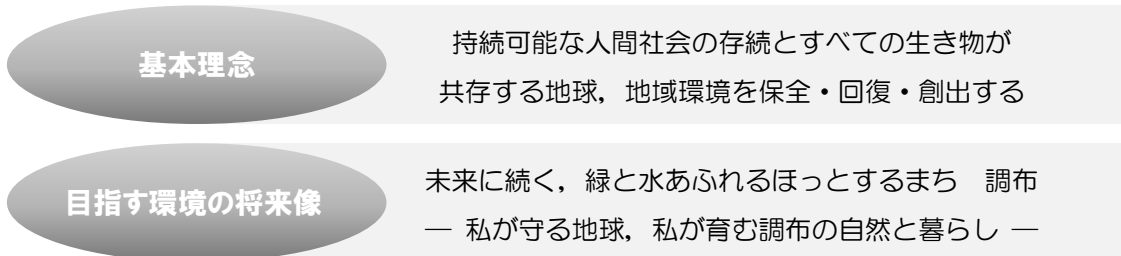 基本理念
持続可能な人間社会の存続とすべての生き物が
共存する地球，地域環境を保全・回復・創出する
目指す環境の将来像
未来に続く，緑と水あふれるほっとするまち　調布
― 私が守る地球，私が育む調布の自然と暮らし ―